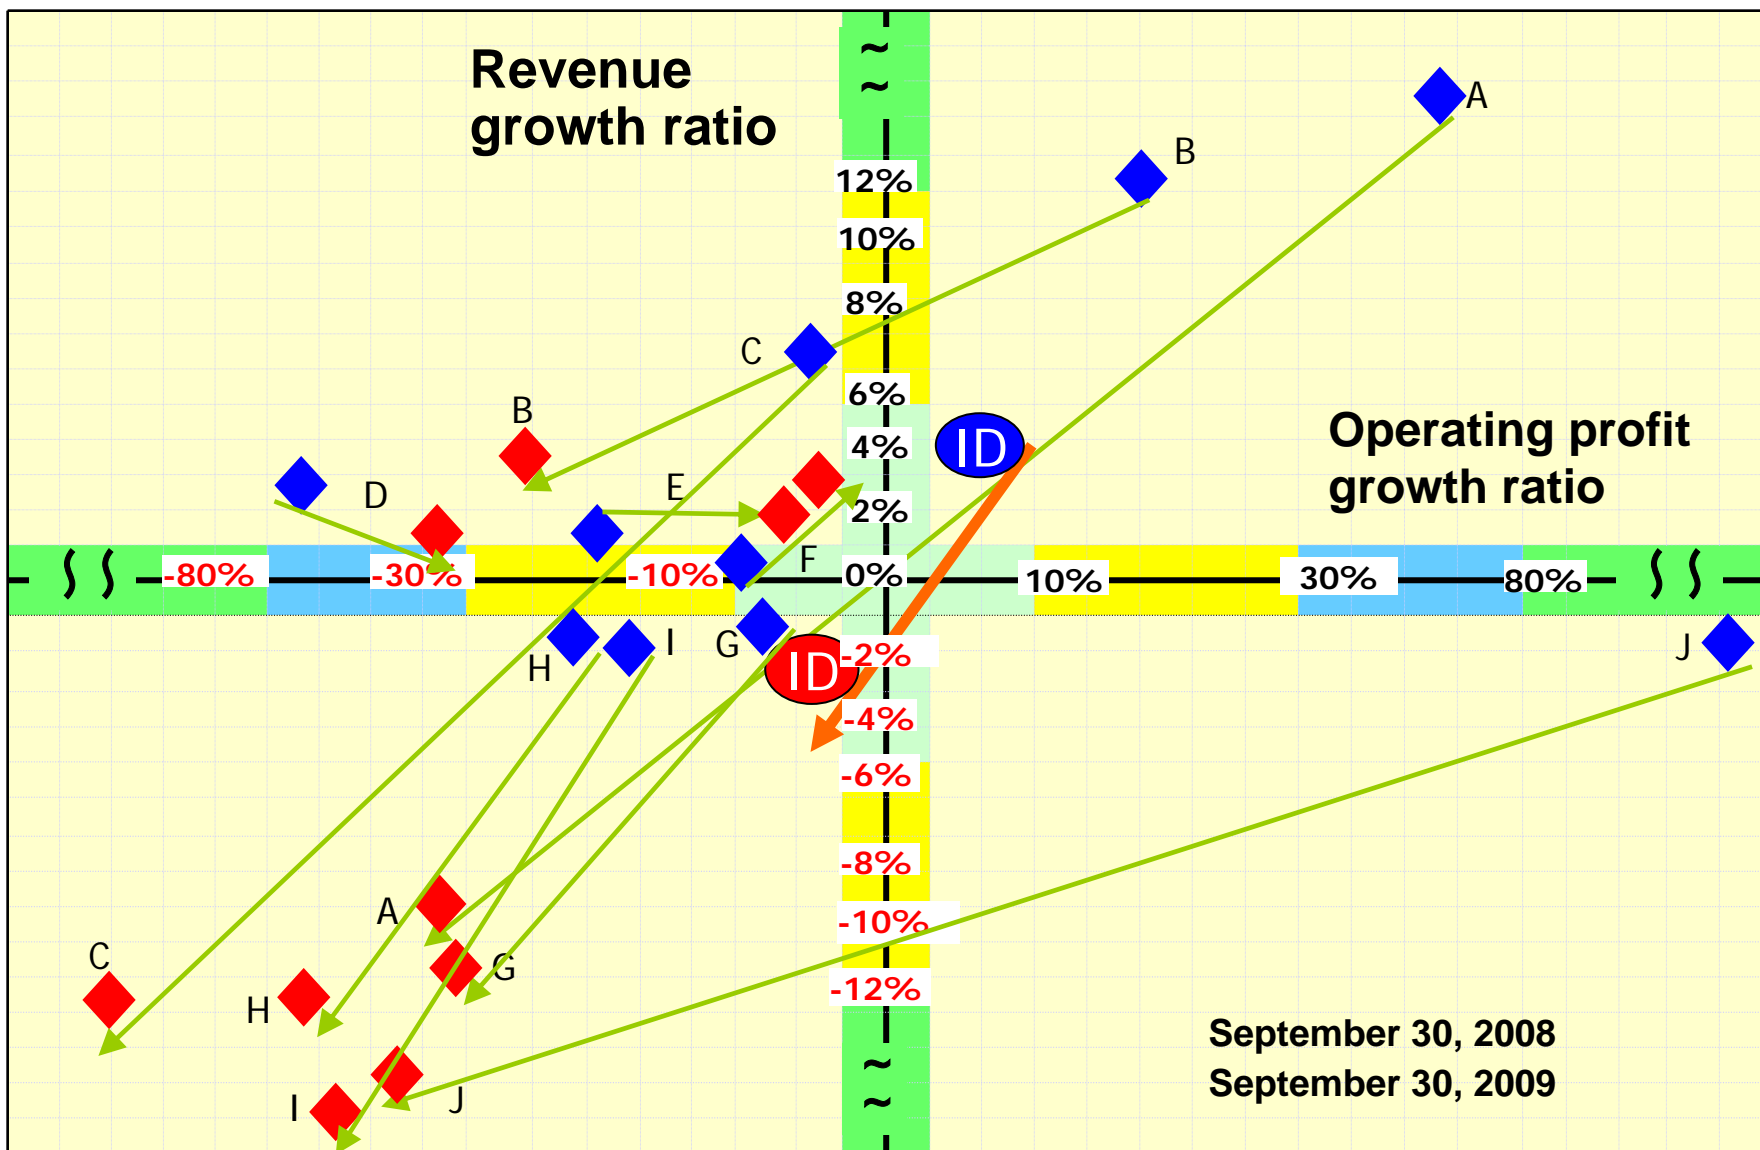 Revenue
growth ratio
A
B
12%
10%
8%
C
6%
B
4%
ID
Operating profit
growth ratio
D
E
2%
F
-80%
-30%
-10%
0%
10%
30%
80%
H
I
G
ID
-2%
J
-4%
-6%
-8%
A
-10%
C
G
-12%
H
September 30, 2008
September 30, 2009
I
J